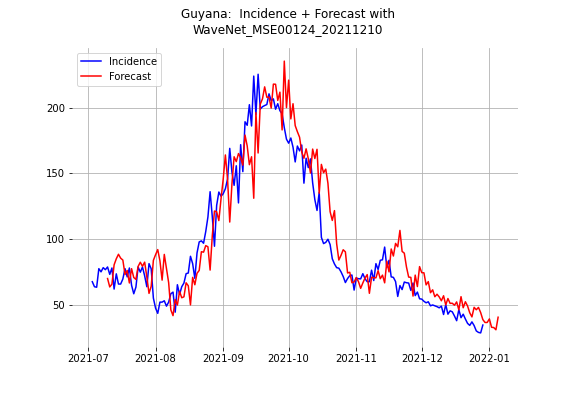 Guyana:  Incidence + Forecast with
WaveNet_MSE00124_20211210
Incidence
Forecast
200
150
100
50
2021-07
2021-08
2021-09
2021-10
2021-11
2021-12
2022-01